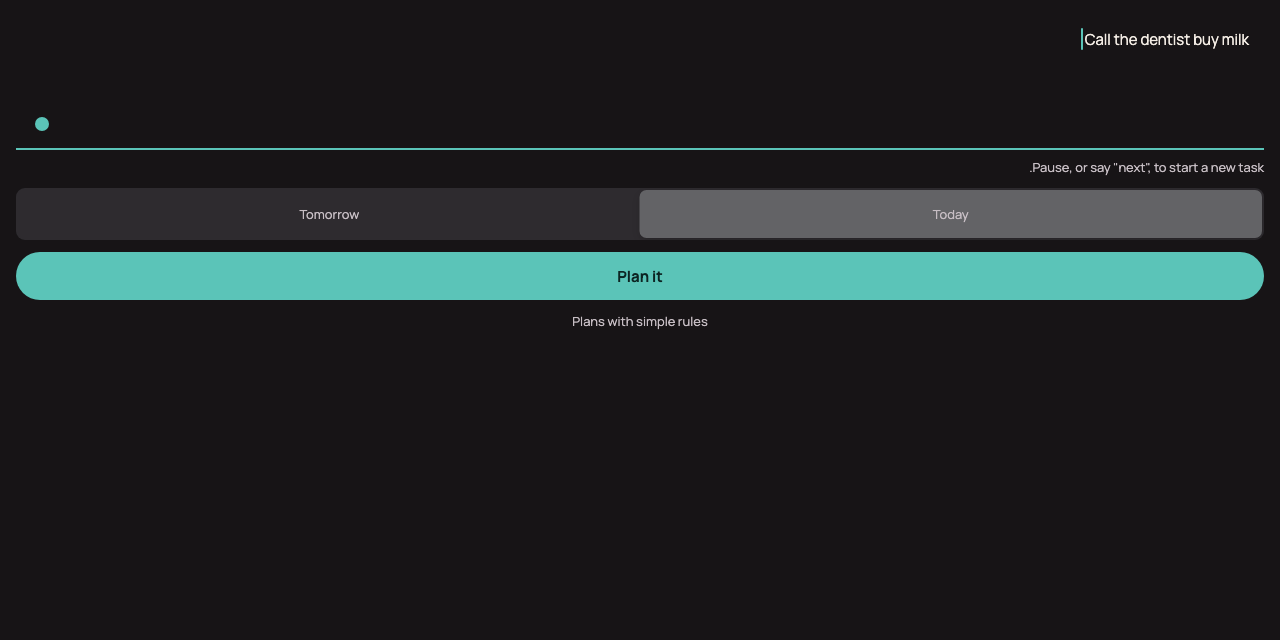 Call the dentist buy milk
.Pause, or say "next", to start a new task
Today
Tomorrow
Plan it
Plans with simple rules